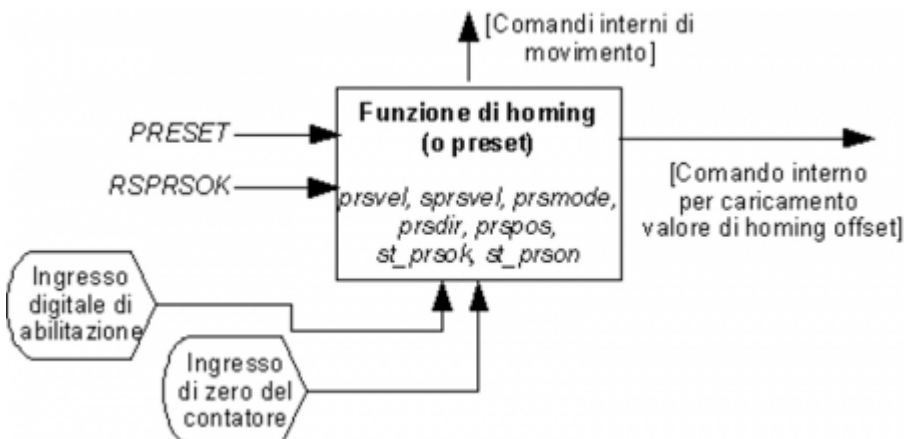 [Comandi interni di
movimento]
Funzione di homing
(o preset)
PRESET
RSPRSOK
prsvel, sprsvel, prsmode,
prsdir, prspos,
st_prsok, st_prson
[Comando interno
per caricamento
valore di homing offset]
Ingresso
digitale di
abilitazione
Ingresso
di zero del
contatore